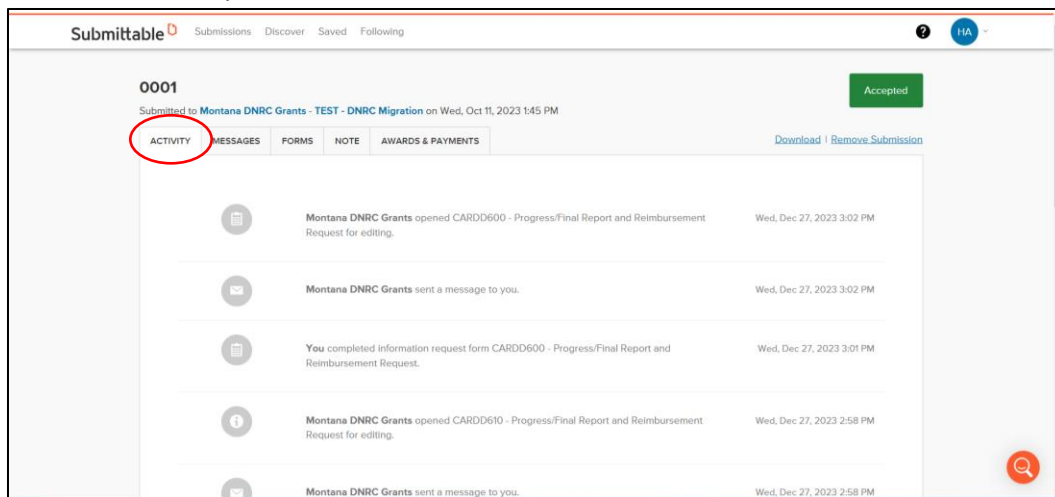 Submittable Submissions Discover Saved Following ? HA
0001
Accepted
Submitted to Montana DNRC Grants - TEST - DNRC Migration on Wed, Oct 11, 2023 1:45 PM
ACTIVITY MESSAGES FORMS NOTE AWARDS & PAYMENTS Download | Remove Submission
Montana DNRC Grants opened CARDD600 - Progress/Final Report and Reimbursement Wed, Dec 27, 2023 3:02 PM
Request for editing.
Montana DNRC Grants sent a message to you. Wed, Dec 27, 2023 3:02 PM
You completed information request form CARDD600 - Progress/Final Report and Wed, Dec 27, 2023 3:01 PM
Reimbursement Request.
Montana DNRC Grants opened CARDD610 - Progress/Final Report and Reimbursement Wed, Dec 27, 2023 2:58 PM
Request for editing.
Montana DNRC Grants sent a message to you. Wed, Dec 27, 2023 2:58 PM